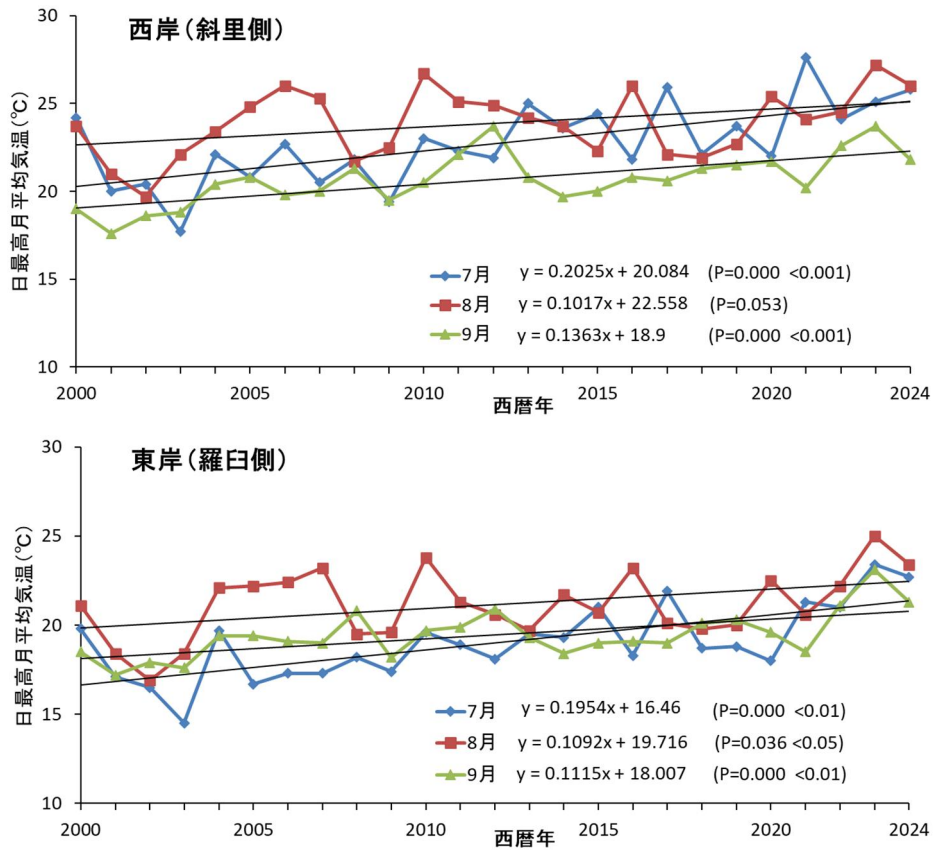 西岸（斜里側）
日最高月平均気温（℃）
30
25
20
15
10
7月 y = 0.2025x + 20.084 (P=0.000 <0.001)
8月 y = 0.1017x + 22.558 (P=0.053)
9月 y = 0.1363x + 18.9 (P=0.000 <0.001)
2000 2005 2010 2015 2020 2024
西暦年
東岸（羅臼側）
日最高月平均気温（℃）
30
25
20
15
10
7月 y = 0.1954x + 16.46 (P=0.000 <0.01)
8月 y = 0.1092x + 19.716 (P=0.036 <0.05)
9月 y = 0.1115x + 18.007 (P=0.000 <0.01)
2000 2005 2010 2015 2020 2024
西暦年